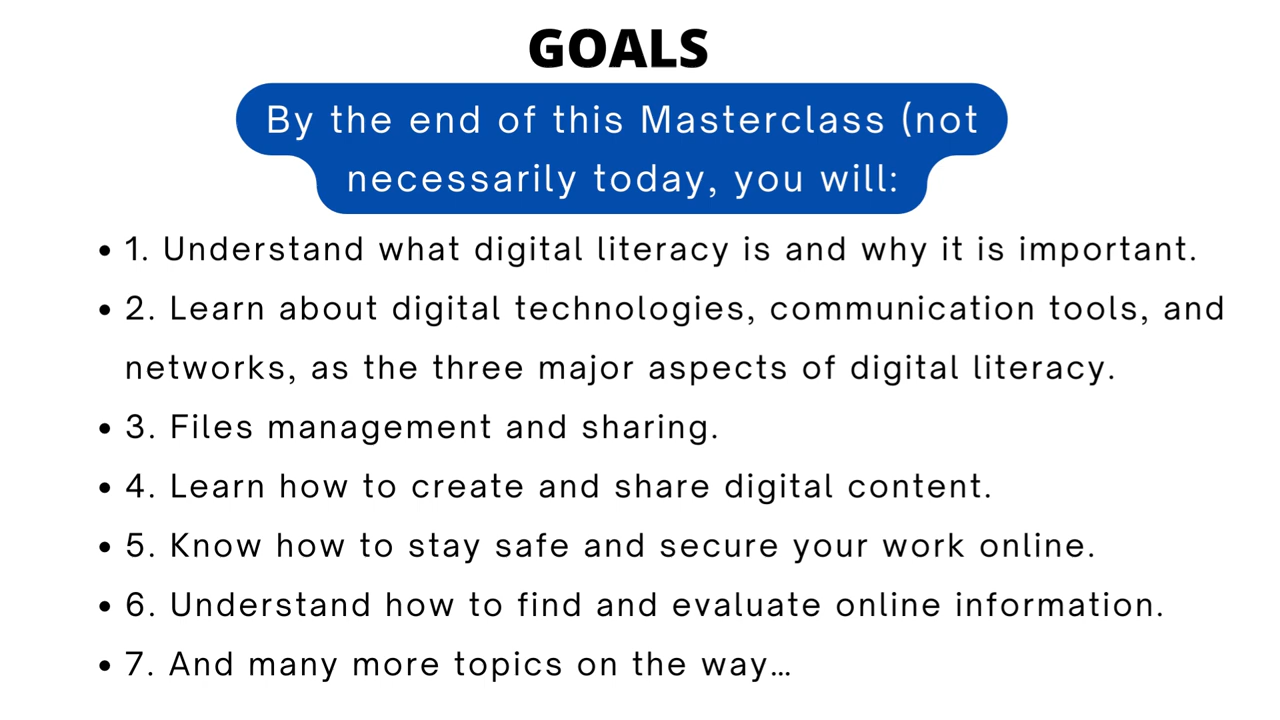 GOALS
By the end of this Masterclass (not
necessarily today, you will:
• 1. Understand what digital literacy is and why it is important.
• 2. Learn about digital technologies, communication tools, and
networks, as the three major aspects of digital literacy.
• 3. Files management and sharing.
• 4. Learn how to create and share digital content.
• 5. Know how to stay safe and secure your work online.
• 6. Understand how to find and evaluate online information.
• 7. And many more topics on the way…